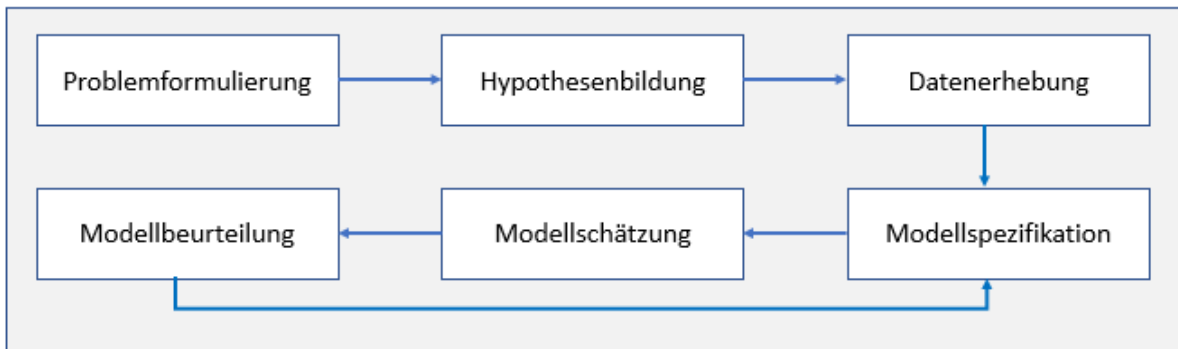 Problemformulierung
Hypothesenbildung
Datenerhebung
Modellbeurteilung
Modellschätzung
Modellspezifikation